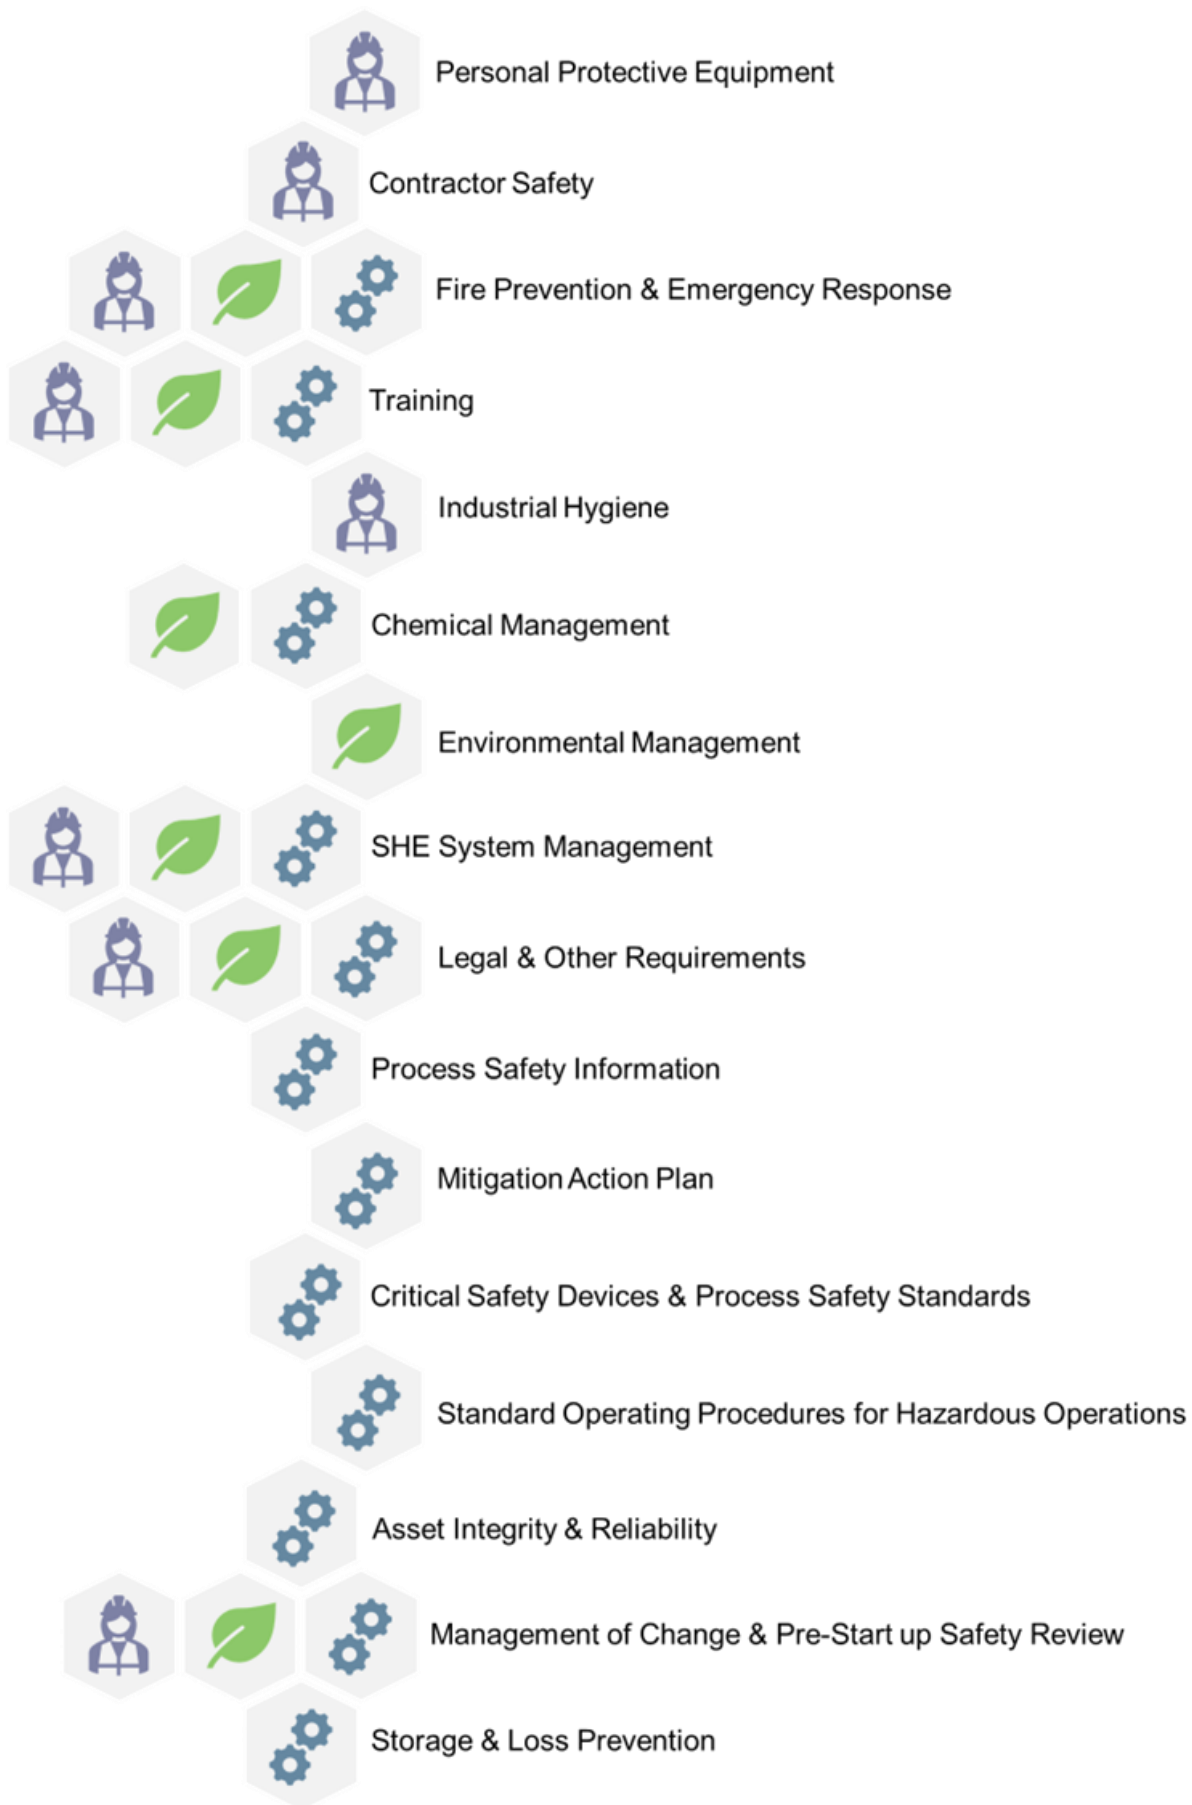 Personal Protective Equipment
Contractor Safety
Fire Prevention & Emergency Response
Training
Industrial Hygiene
Chemical Management
Environmental Management
SHE System Management
Legal & Other Requirements
Process Safety Information
Mitigation Action Plan
Critical Safety Devices & Process Safety Standards
Standard Operating Procedures for Hazardous Operations
Asset Integrity & Reliability
Management of Change & Pre-Start up Safety Review
Storage & Loss Prevention